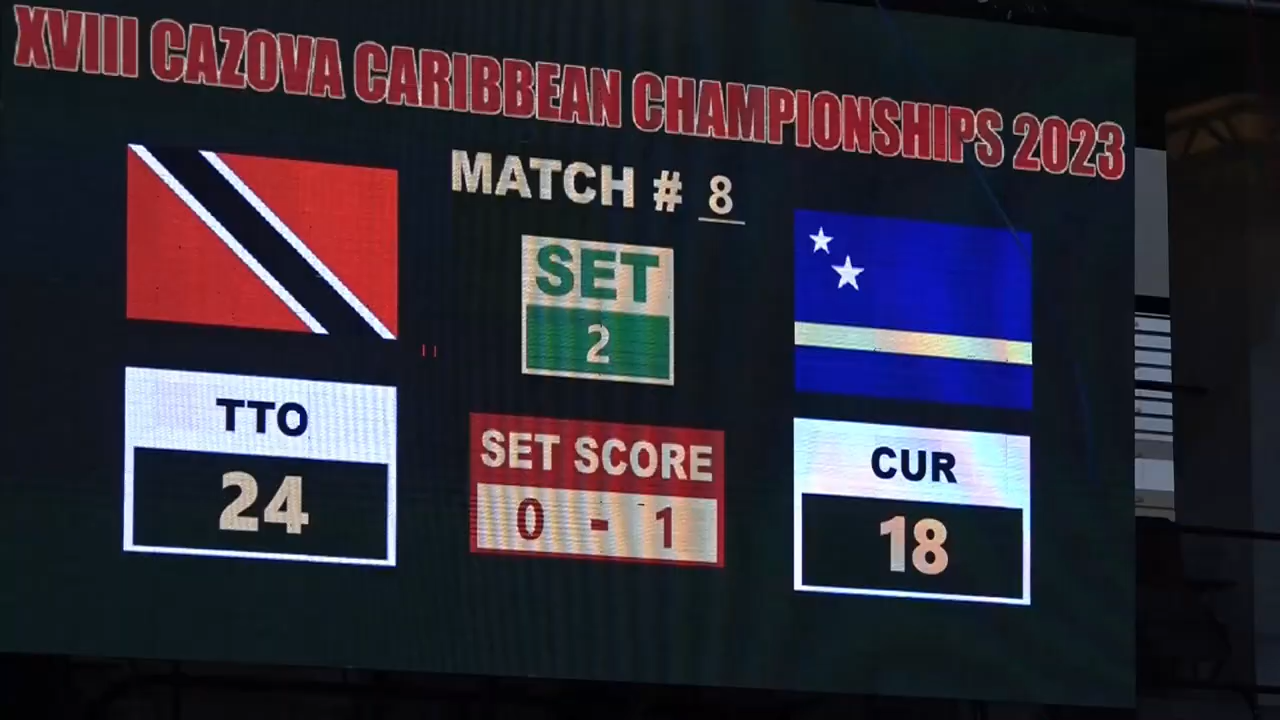 XVIII CAZOVA CARIBBEAN CHAMPIONSHIPS 2023
MATCH # 8
SET
2
TTO
24
SET SCORE
0 - 1
CUR
18